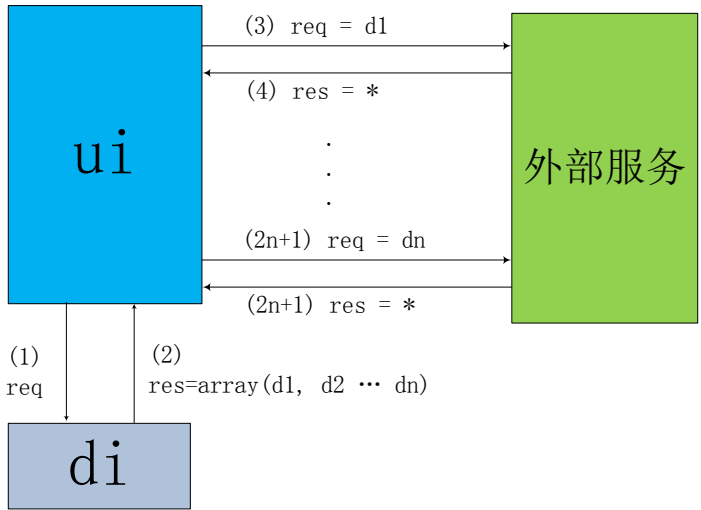 (3) req = d1
(4) res = *
ui
外部服务
.
.
.
(2n+1) req = dn
(2n+1) res = *
(1)
req
(2)
res=array(d1, d2 … dn)
di